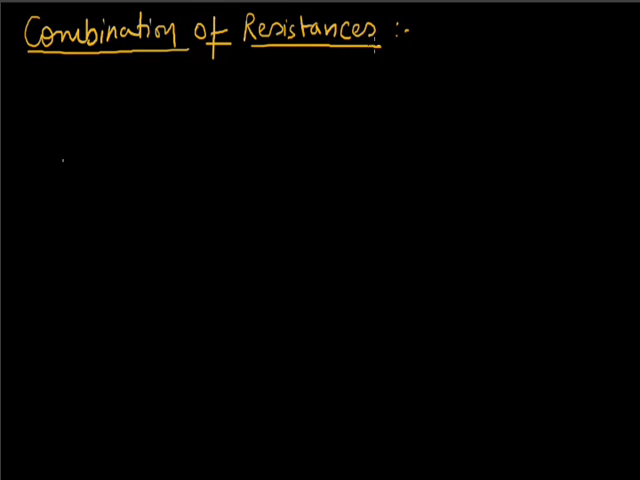 Combination of Resistances :-